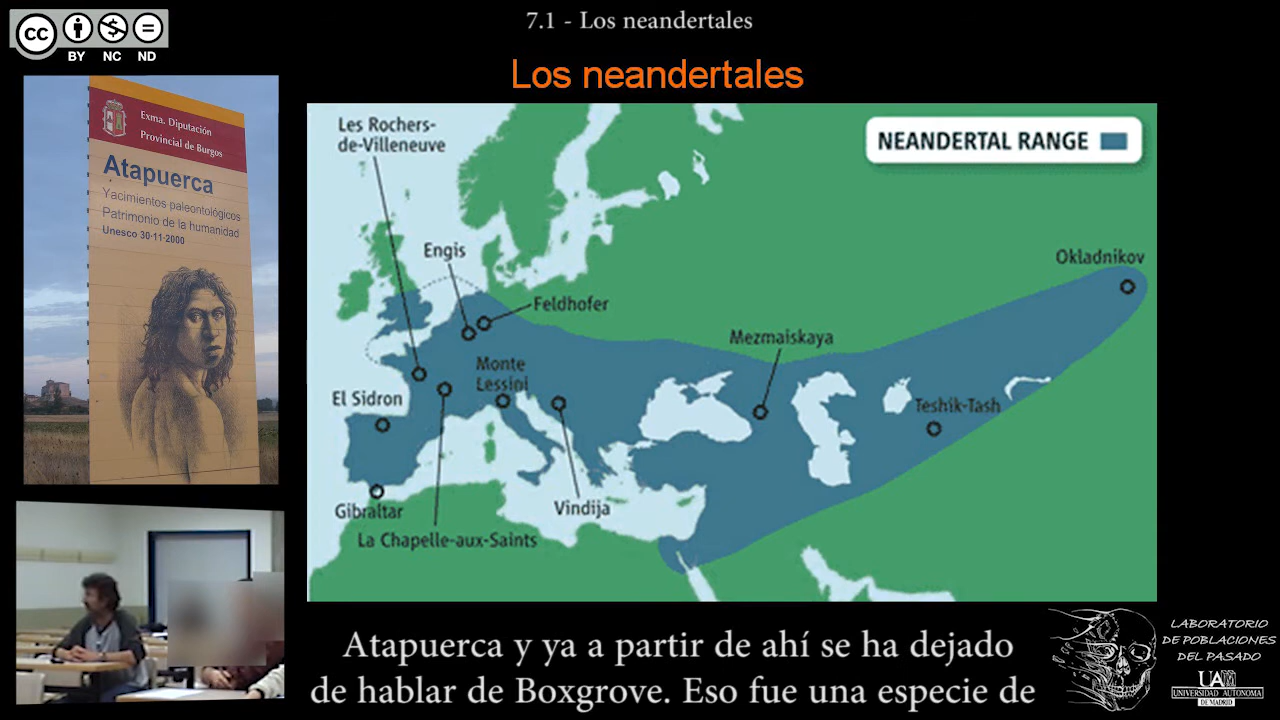 7.1 - Los neandertales
CC
BY NC ND
Los neandertales
Exma. Diputación
Provincial de Burgos
Atapuerca
Yacimientos paleontológicos
Patrimonio de la humanidad
Unesco 30-11-2000
Les Rochers-
de-Villeneuve
NEANDERTAL RANGE
Engis
Okladnikov
Feldhofer
Mezmaiskaya
Monte
Lessini
El Sidron
Teshik-Tash
Gibraltar
Vindija
La Chapelle-aux-Saints
Atapuerca y ya a partir de ahí se ha dejado
de hablar de Boxgrove. Eso fue una especie de
LABORATORIO
DE POBLACIONES
DEL PASADO
UA
UNIVERSIDAD AUTONOMA
DE MADRID